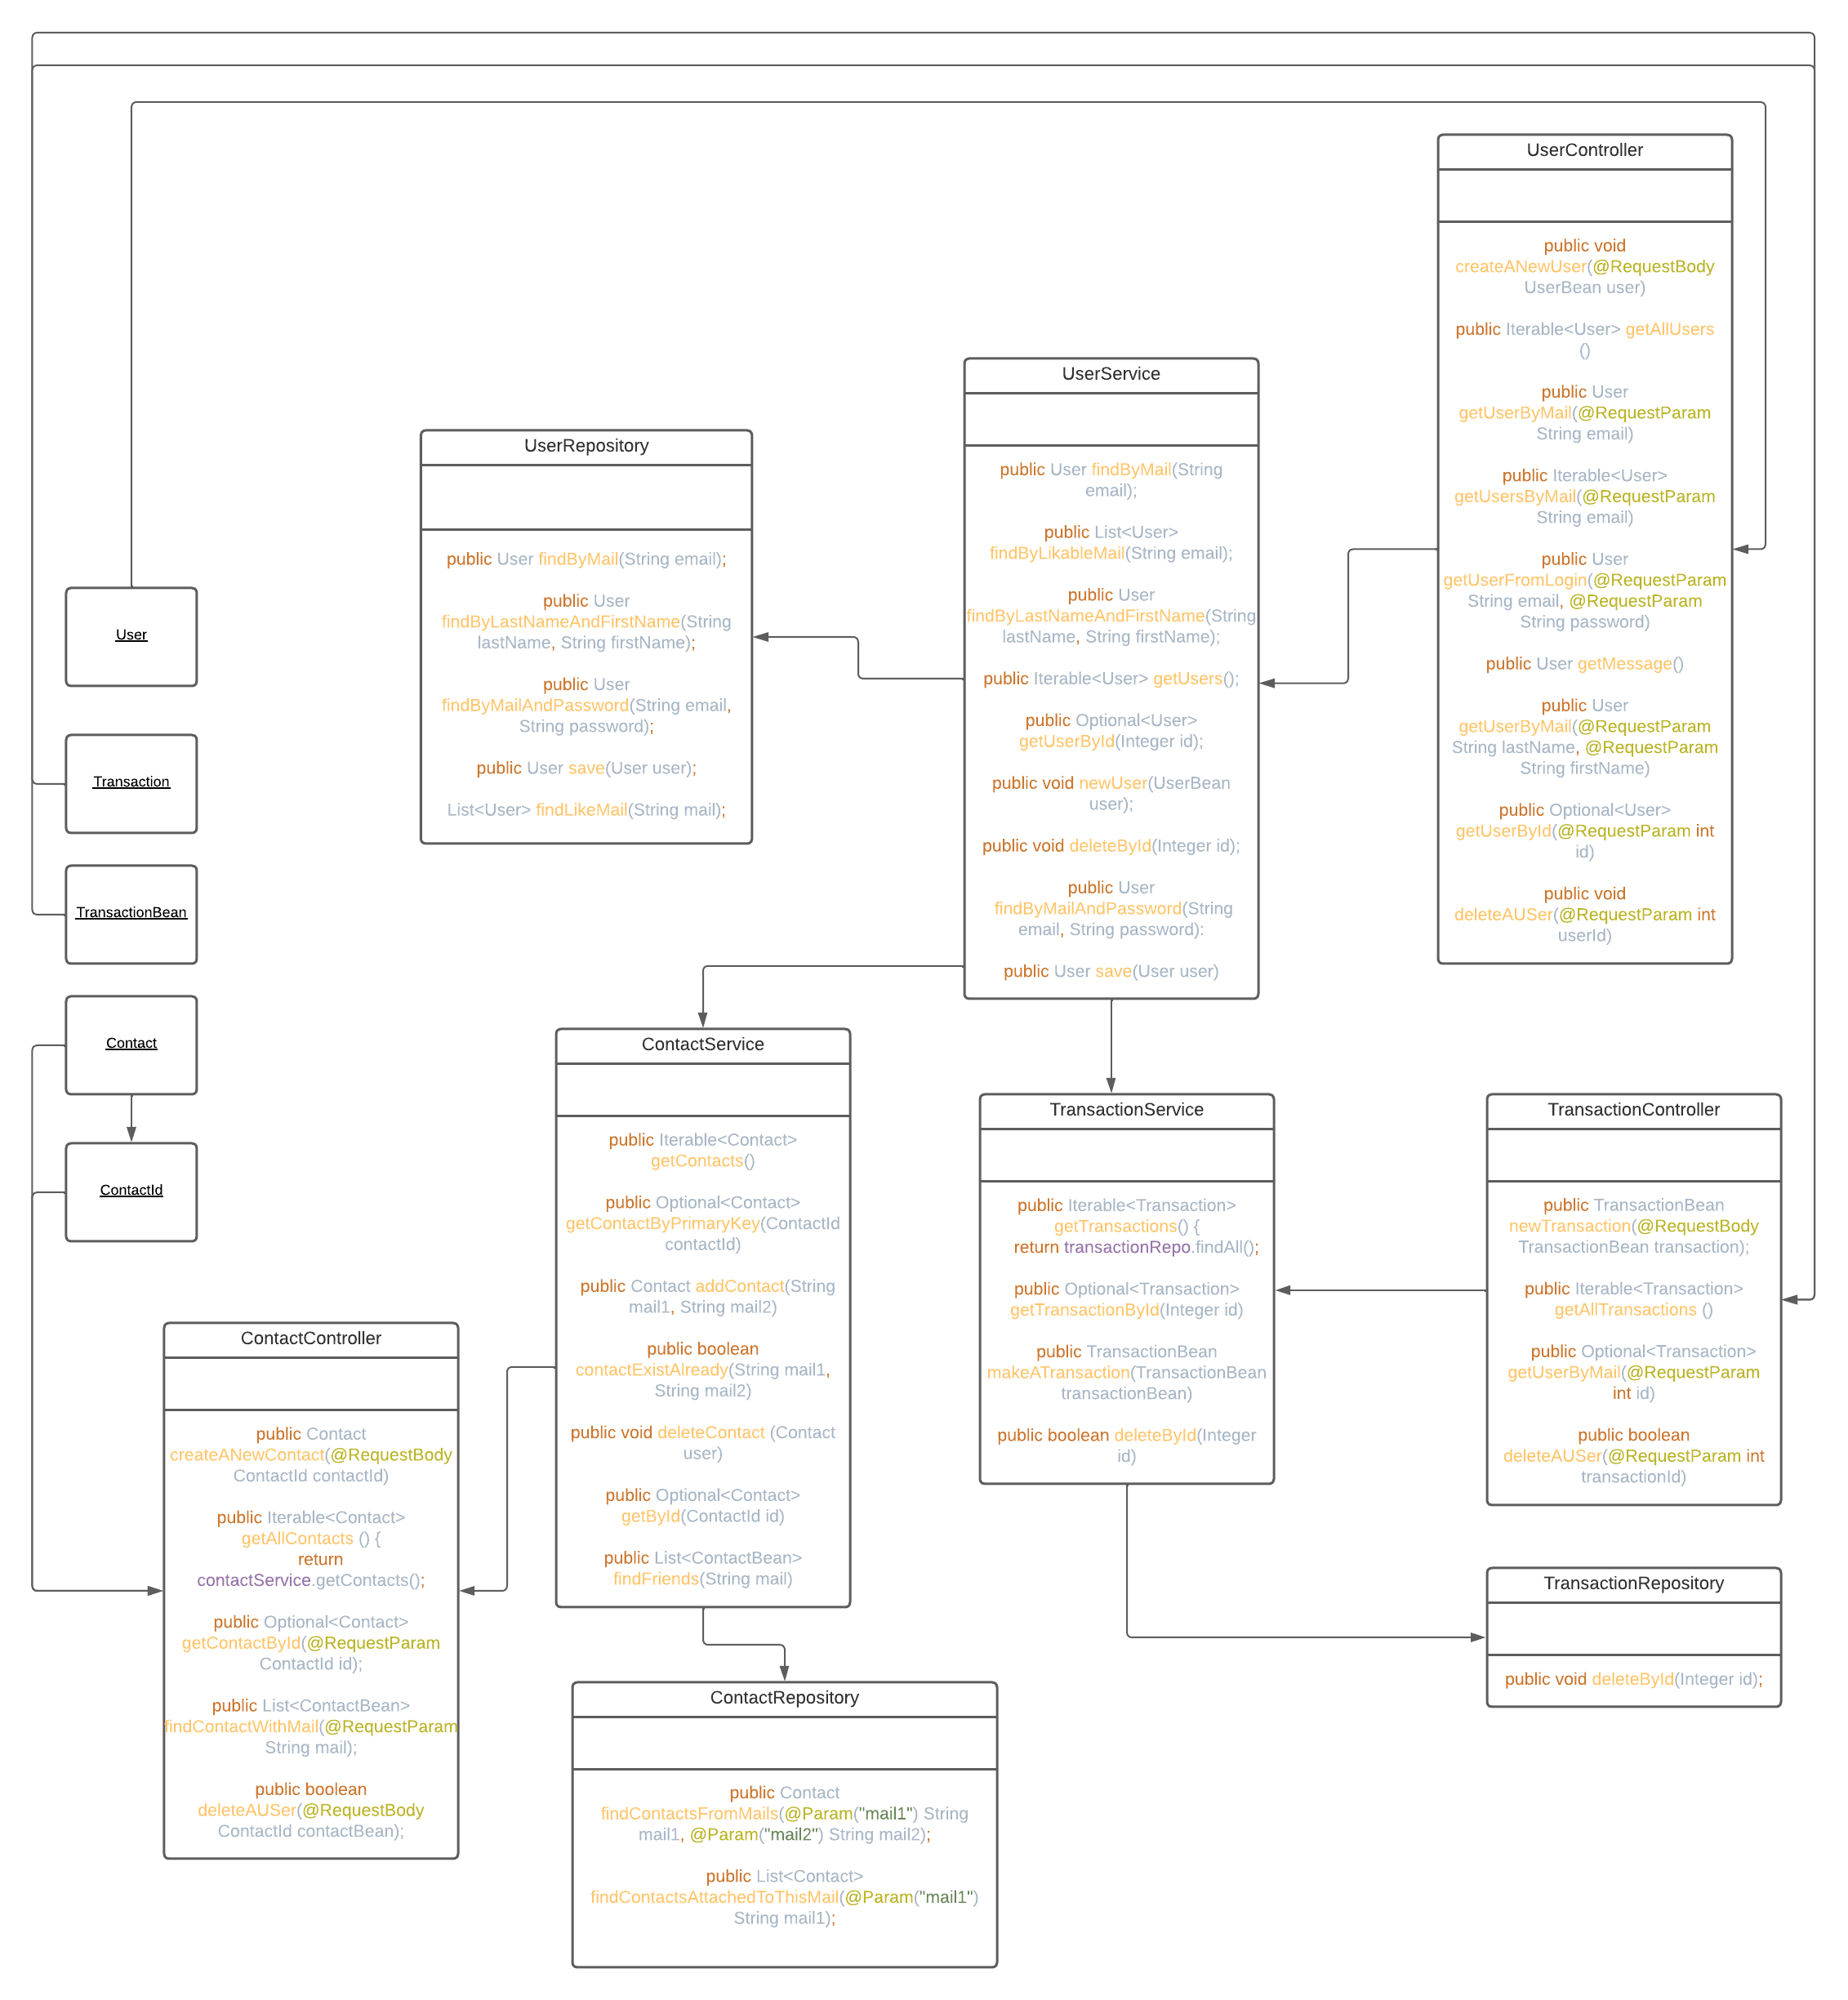 UserController
public void
createANewUser(@RequestBody
UserBean user)
public Iterable<User> getAllUsers
()
public User
getUserByMail(@RequestParam
String email)
public Iterable<User>
getUsersByMail(@RequestParam
String email)
public User
getUserFromLogin(@RequestParam
String email, @RequestParam
String password)
public User getMessage()
public User
getUserByMail(@RequestParam
String lastName, @RequestParam
String firstName)
public Optional<User>
getUserById(@RequestParam int
id)
public void
deleteAUSer(@RequestParam int
userId)
UserService
public User findByMail(String
email);
public List<User>
findByLikableMail(String email);
public User
findByLastNameAndFirstName(String
lastName, String firstName);
public Iterable<User> getUsers();
public Optional<User>
getUserById(Integer id);
public void newUser(UserBean
user);
public void deleteById(Integer id);
public User
findByMailAndPassword(String
email, String password):
public User save(User user)
UserRepository
public User findByMail(String email);
public User
findByLastNameAndFirstName(String
lastName, String firstName);
public User
findByMailAndPassword(String email,
String password);
public User save(User user);
List<User> findLikeMail(String mail);
User
Transaction
TransactionBean
Contact
ContactId
ContactService
public Iterable<Contact>
getContacts()
public Optional<Contact>
getContactByPrimaryKey(ContactId
contactId)
public Contact addContact(String
mail1, String mail2)
public boolean
contactExistAlready(String mail1,
String mail2)
public void deleteContact (Contact
user)
public Optional<Contact>
getById(ContactId id)
public List<ContactBean>
findFriends(String mail)
TransactionService
public Iterable<Transaction>
getTransactions() {
return transactionRepo.findAll();
public Optional<Transaction>
getTransactionById(Integer id)
public TransactionBean
makeATransaction(TransactionBean
transactionBean)
public boolean deleteById(Integer
id)
TransactionController
public TransactionBean
newTransaction(@RequestBody
TransactionBean transaction);
public Iterable<Transaction>
getAllTransactions ()
public Optional<Transaction>
getUserByMail(@RequestParam
int id)
public boolean
deleteAUSer(@RequestParam int
transactionId)
ContactController
public Contact
createANewContact(@RequestBody
ContactId contactId)
public Iterable<Contact>
getAllContacts () {
return
contactService.getContacts();
public Optional<Contact>
getContactById(@RequestParam
ContactId id);
public List<ContactBean>
findContactWithMail(@RequestParam
String mail);
public boolean
deleteAUSer(@RequestBody
ContactId contactBean);
TransactionRepository
public void deleteById(Integer id);
ContactRepository
public Contact
findContactsFromMails(@Param("mail1") String
mail1, @Param("mail2") String mail2);
public List<Contact>
findContactsAttachedToThisMail(@Param("mail1")
String mail1);